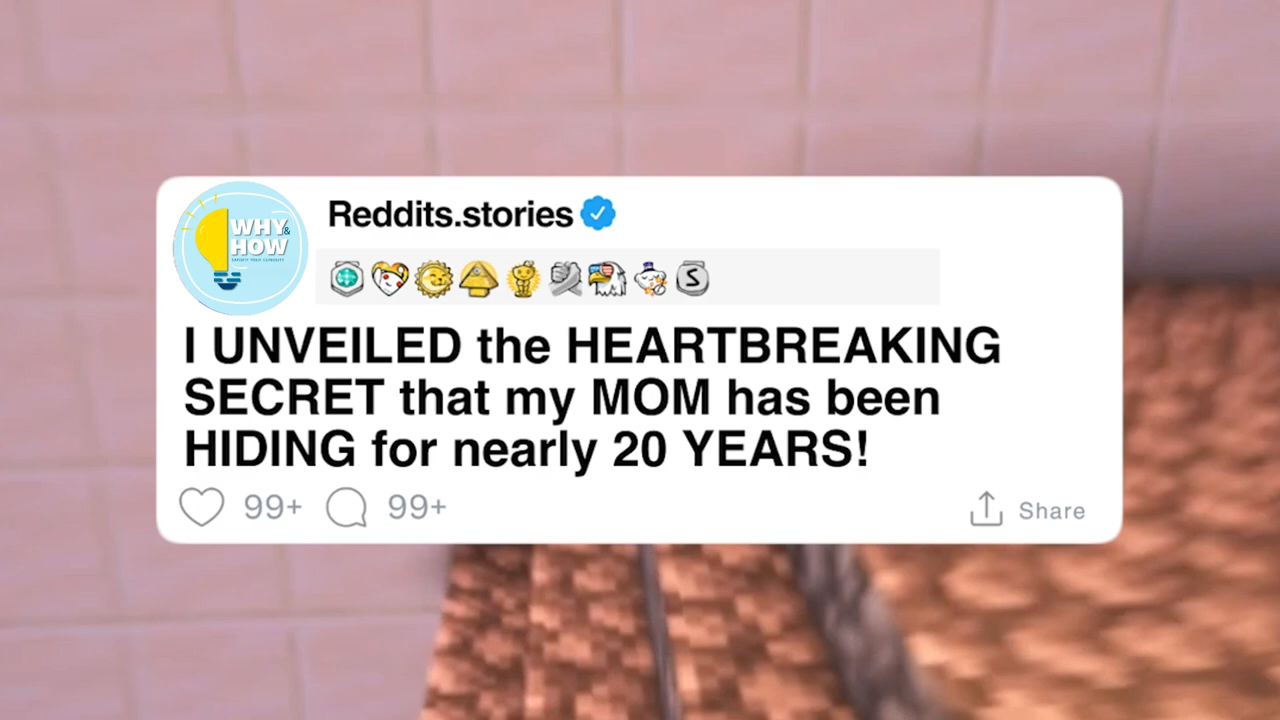 WHY&
HOW
Reddits.stories
S
I UNVEILED the HEARTBREAKING
SECRET that my MOM has been
HIDING for nearly 20 YEARS!
99+ 99+ Share